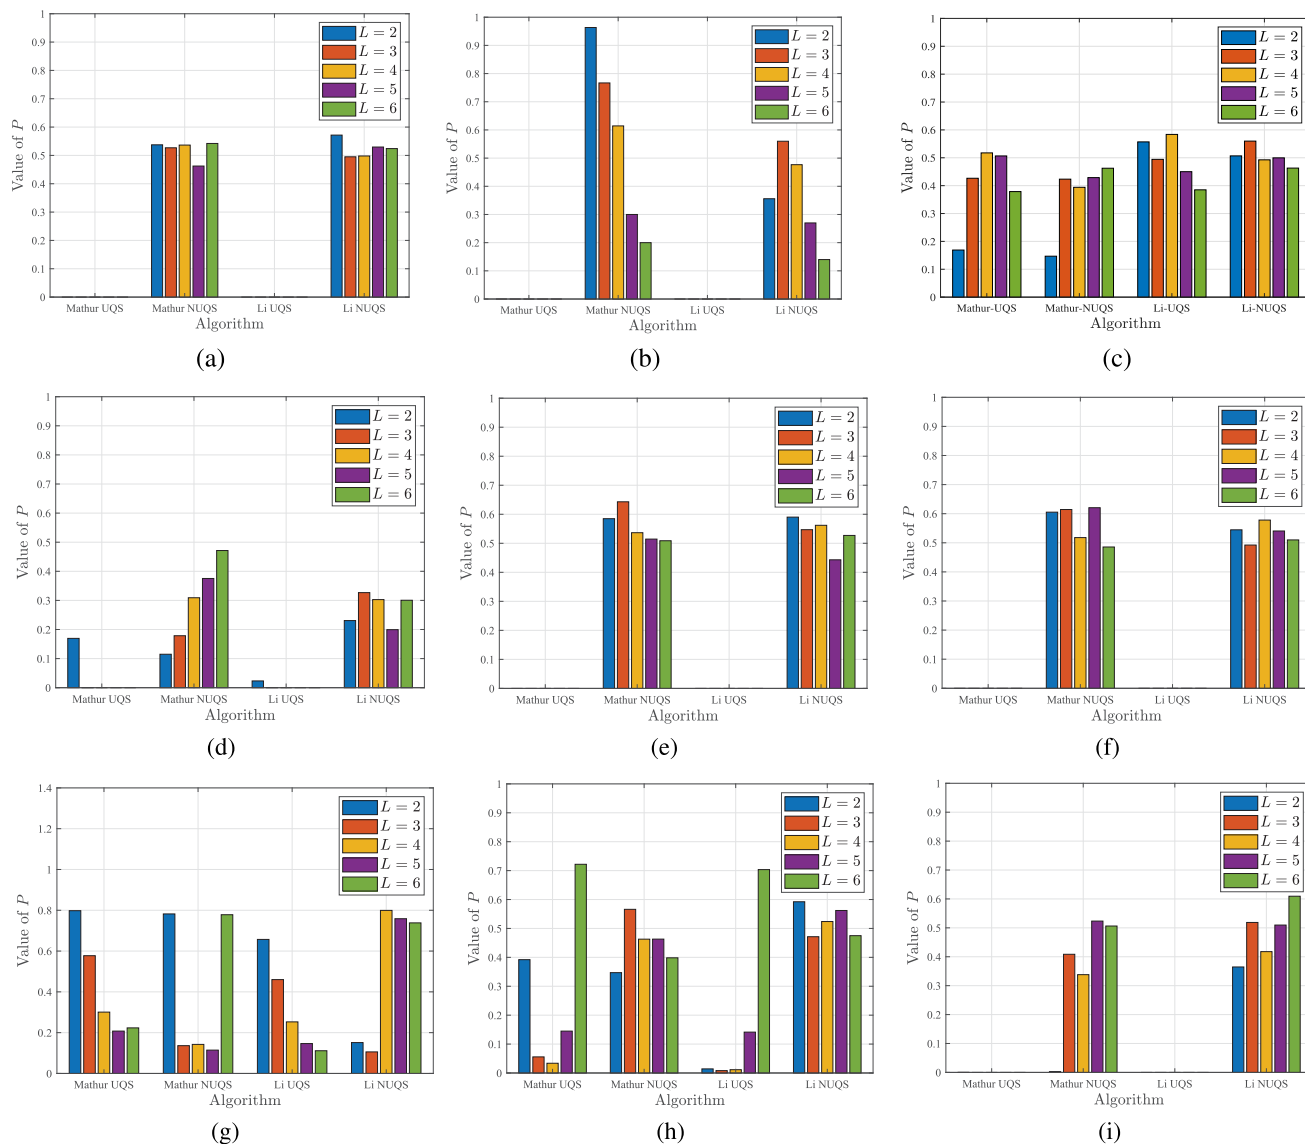 1
0.9
0.8
0.7
0.6
0.5
0.4
0.3
0.2
0.1
0
Value of P
L = 2
L = 3
L = 4
L = 5
L = 6
Mathur UQS Mathur NUQS Li UQS Li NUQS
Algorithm
(a)
1
0.9
0.8
0.7
0.6
0.5
0.4
0.3
0.2
0.1
0
Value of P
L = 2
L = 3
L = 4
L = 5
L = 6
Mathur UQS Mathur NUQS Li UQS Li NUQS
Algorithm
(b)
1
0.9
0.8
0.7
0.6
0.5
0.4
0.3
0.2
0.1
0
Value of P
L = 2
L = 3
L = 4
L = 5
L = 6
Mathur-UQS Mathur-NUQS Li-UQS Li-NUQS
Algorithm
(c)
1
0.9
0.8
0.7
0.6
0.5
0.4
0.3
0.2
0.1
0
Value of P
L = 2
L = 3
L = 4
L = 5
L = 6
Mathur UQS Mathur NUQS Li UQS Li NUQS
Algorithm
(d)
1
0.9
0.8
0.7
0.6
0.5
0.4
0.3
0.2
0.1
0
Value of P
L = 2
L = 3
L = 4
L = 5
L = 6
Mathur UQS Mathur NUQS Li UQS Li NUQS
Algorithm
(e)
1
0.9
0.8
0.7
0.6
0.5
0.4
0.3
0.2
0.1
0
Value of P
L = 2
L = 3
L = 4
L = 5
L = 6
Mathur UQS Mathur NUQS Li UQS Li NUQS
Algorithm
(f)
1.4
1.2
1
0.8
0.6
0.4
0.2
0
Value of P
L = 2
L = 3
L = 4
L = 5
L = 6
Mathur UQS Mathur NUQS Li UQS Li NUQS
Algorithm
(g)
1
0.9
0.8
0.7
0.6
0.5
0.4
0.3
0.2
0.1
0
Value of P
L = 2
L = 3
L = 4
L = 5
L = 6
Mathur UQS Mathur NUQS Li UQS Li NUQS
Algorithm
(h)
1
0.9
0.8
0.7
0.6
0.5
0.4
0.3
0.2
0.1
0
Value of P
L = 2
L = 3
L = 4
L = 5
L = 6
Mathur UQS Mathur NUQS Li UQS Li NUQS
Algorithm
(i)